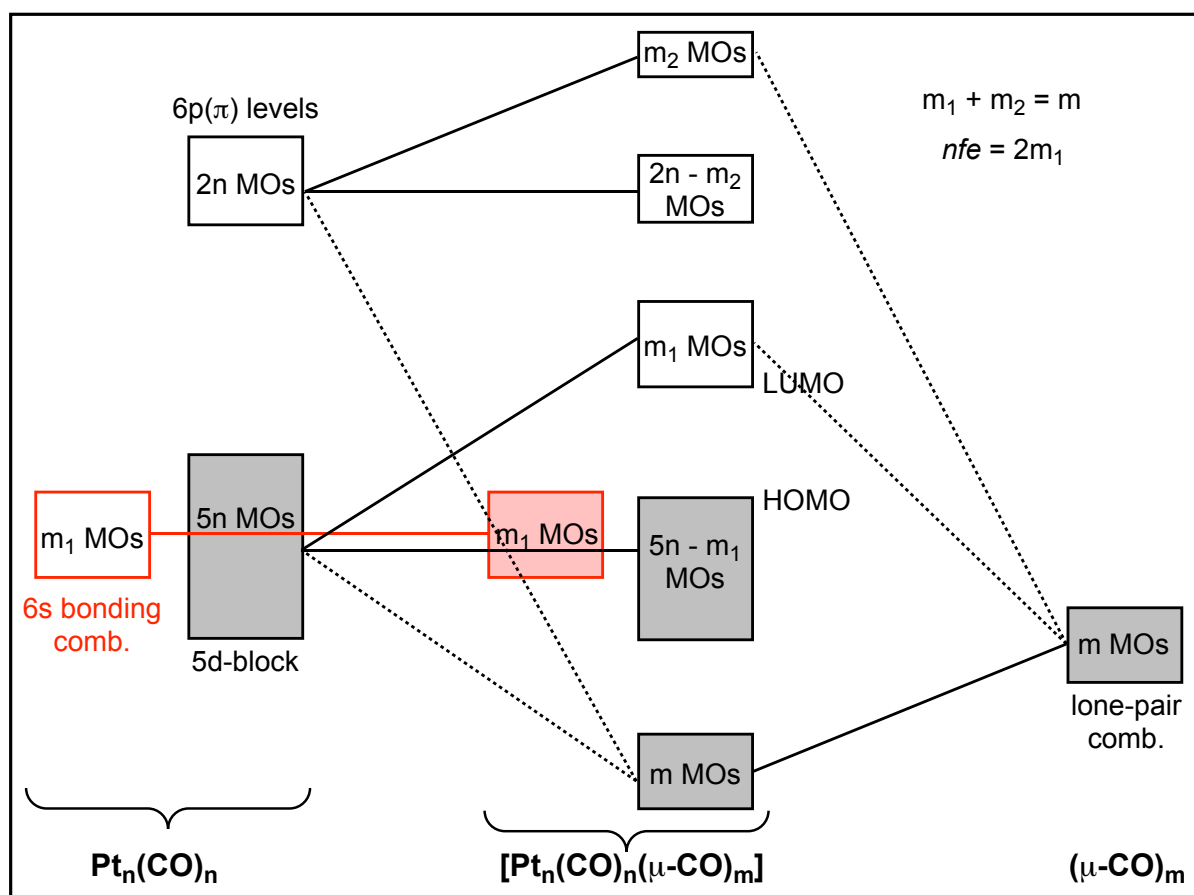 m₂ MOs
m₁ + m₂ = m
nfe = 2m₁
6p(π) levels
2n MOs
2n - m₂
MOs
m₁ MOs
LUMO
HOMO
m₁ MOs
5n MOs
m₁ MOs
5n - m₁
MOs
6s bonding
comb.
5d-block
m MOs
lone-pair
comb.
m MOs
Ptₙ(CO)ₙ
[Ptₙ(CO)ₙ(μ-CO)ₘ]
(μ-CO)ₘ